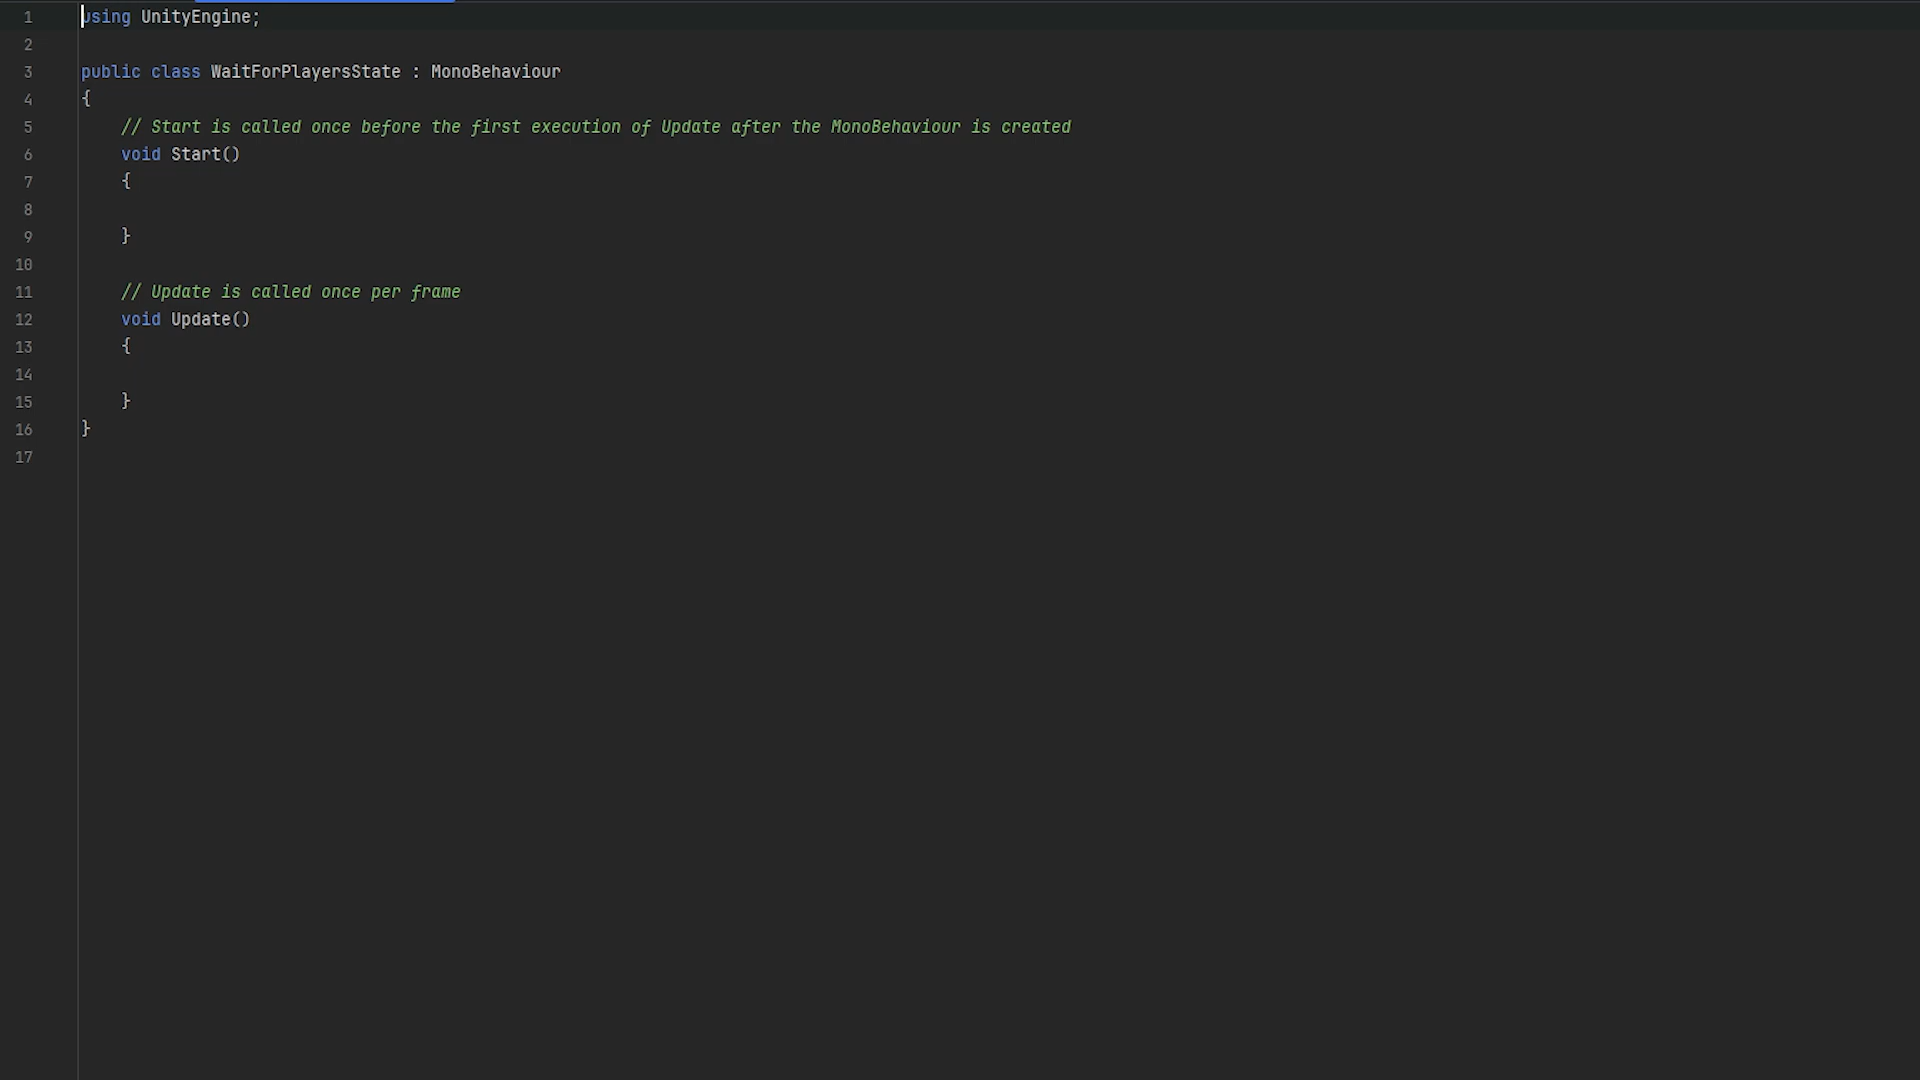 1 using UnityEngine;
2
3 public class WaitForPlayersState : MonoBehaviour
4 {
5 // Start is called once before the first execution of Update after the MonoBehaviour is created
6 void Start()
7 {
8
9 }
10
11 // Update is called once per frame
12 void Update()
13 {
14
15 }
16 }
17